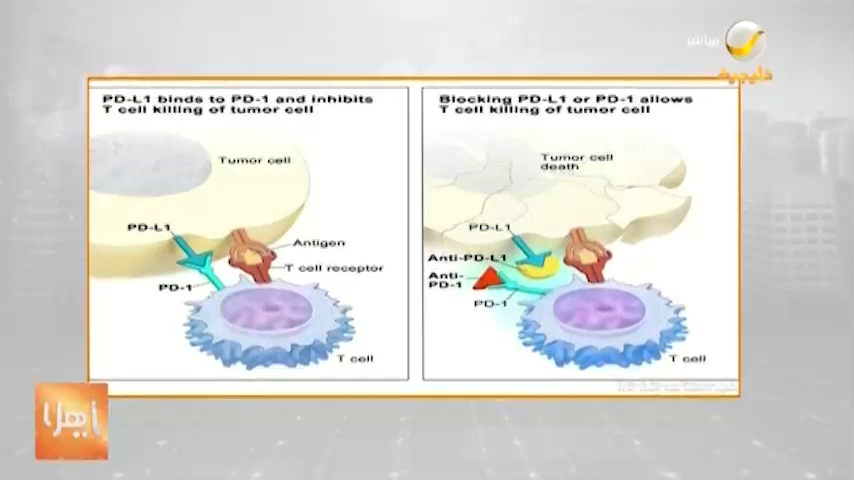 مباشر
خليجية
PD-L1 binds to PD-1 and inhibits
T cell killing of tumor cell
Tumor cell
PD-L1
Antigen
T cell receptor
PD-1
T cell
Blocking PD-L1 or PD-1 allows
T cell killing of tumor cell
Tumor cell
death
PD-L1
Anti-PD-L1
Anti-
PD-1
PD-1
T cell
أهلا